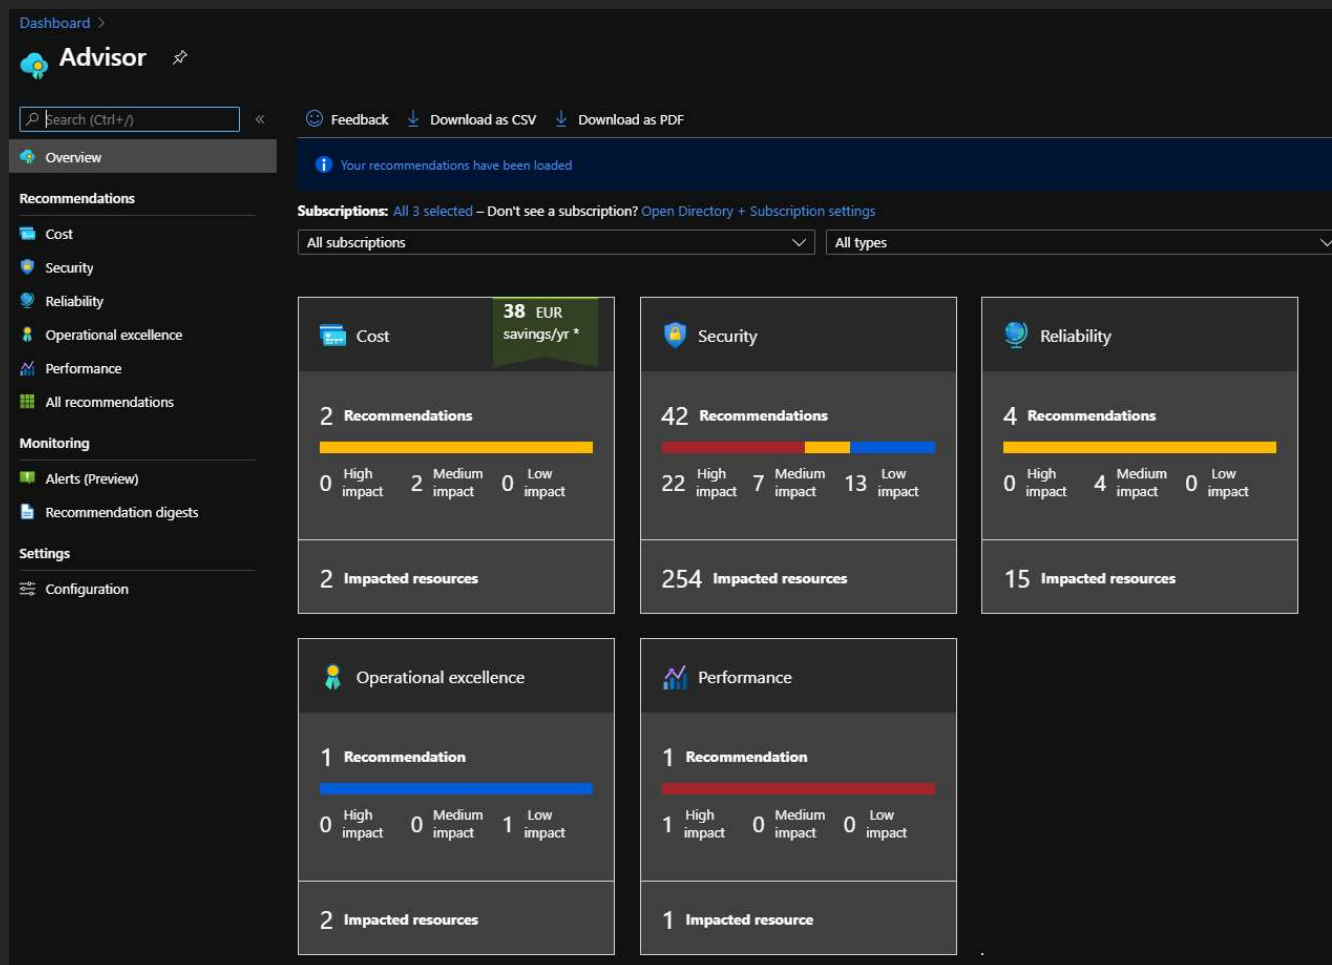 Dashboard >
Advisor
Search (Ctrl+/)
«
Feedback
Download as CSV
Download as PDF
Overview
Your recommendations have been loaded
Recommendations
Subscriptions: All 3 selected – Don't see a subscription? Open Directory + Subscription settings
All subscriptions
All types
Cost
Security
Reliability
Operational excellence
Performance
All recommendations
Monitoring
Alerts (Preview)
Recommendation digests
Settings
Configuration
Cost
38 EUR
savings/yr *
2 Recommendations
0 High impact
2 Medium impact
0 Low impact
2 Impacted resources
Security
42 Recommendations
22 High impact
7 Medium impact
13 Low impact
254 Impacted resources
Reliability
4 Recommendations
0 High impact
4 Medium impact
0 Low impact
15 Impacted resources
Operational excellence
1 Recommendation
0 High impact
0 Medium impact
1 Low impact
2 Impacted resources
Performance
1 Recommendation
1 High impact
0 Medium impact
0 Low impact
1 Impacted resource